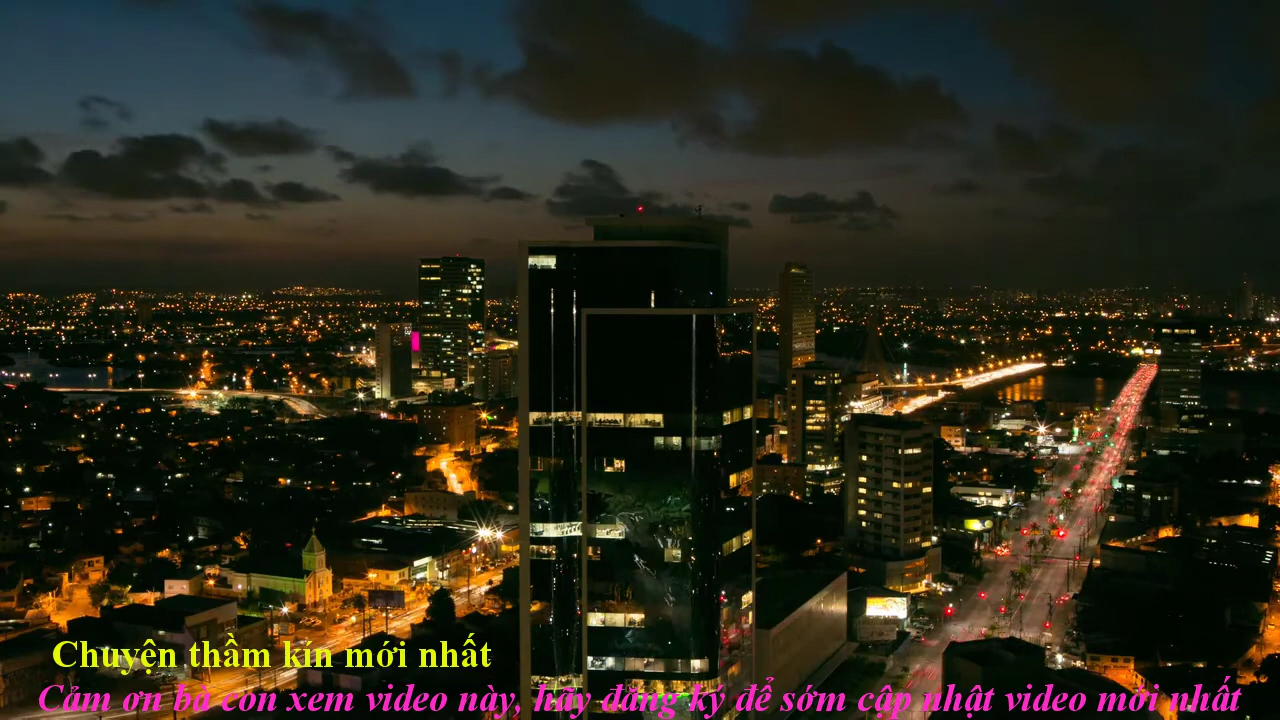 Chuyện thầm kín mới nhất
Cảm ơn bà con xem video này, hãy đăng ký để sớm cập nhật video mới nhất